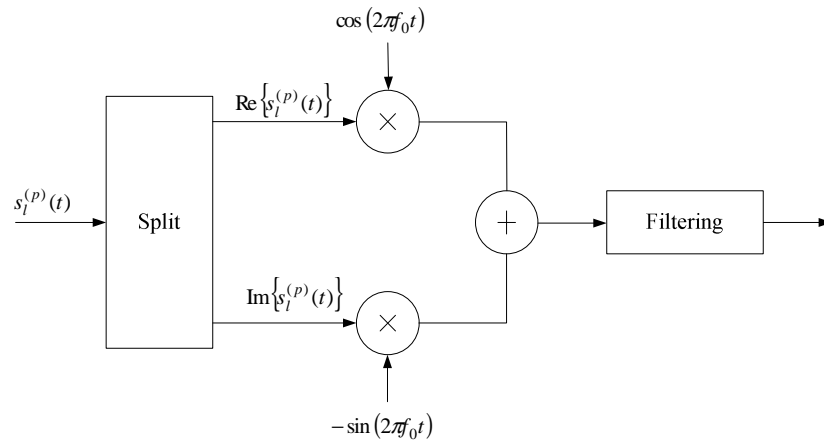 cos(2πf₀t)
Re{s_l^{(p)}(t)}
×
s_l^{(p)}(t)
Split
+
Filtering
Im{s_l^{(p)}(t)}
×
−sin(2πf₀t)